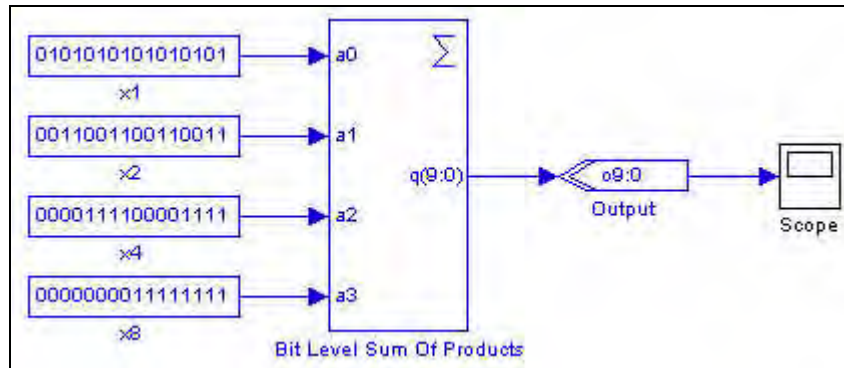 0101010101010101
a0
Σ
x1
0011001100110011
a1
x2
q(9:0)
o9:0
Output
Scope
0000111100001111
a2
x4
0000000011111111
a3
x8
Bit Level Sum Of Products